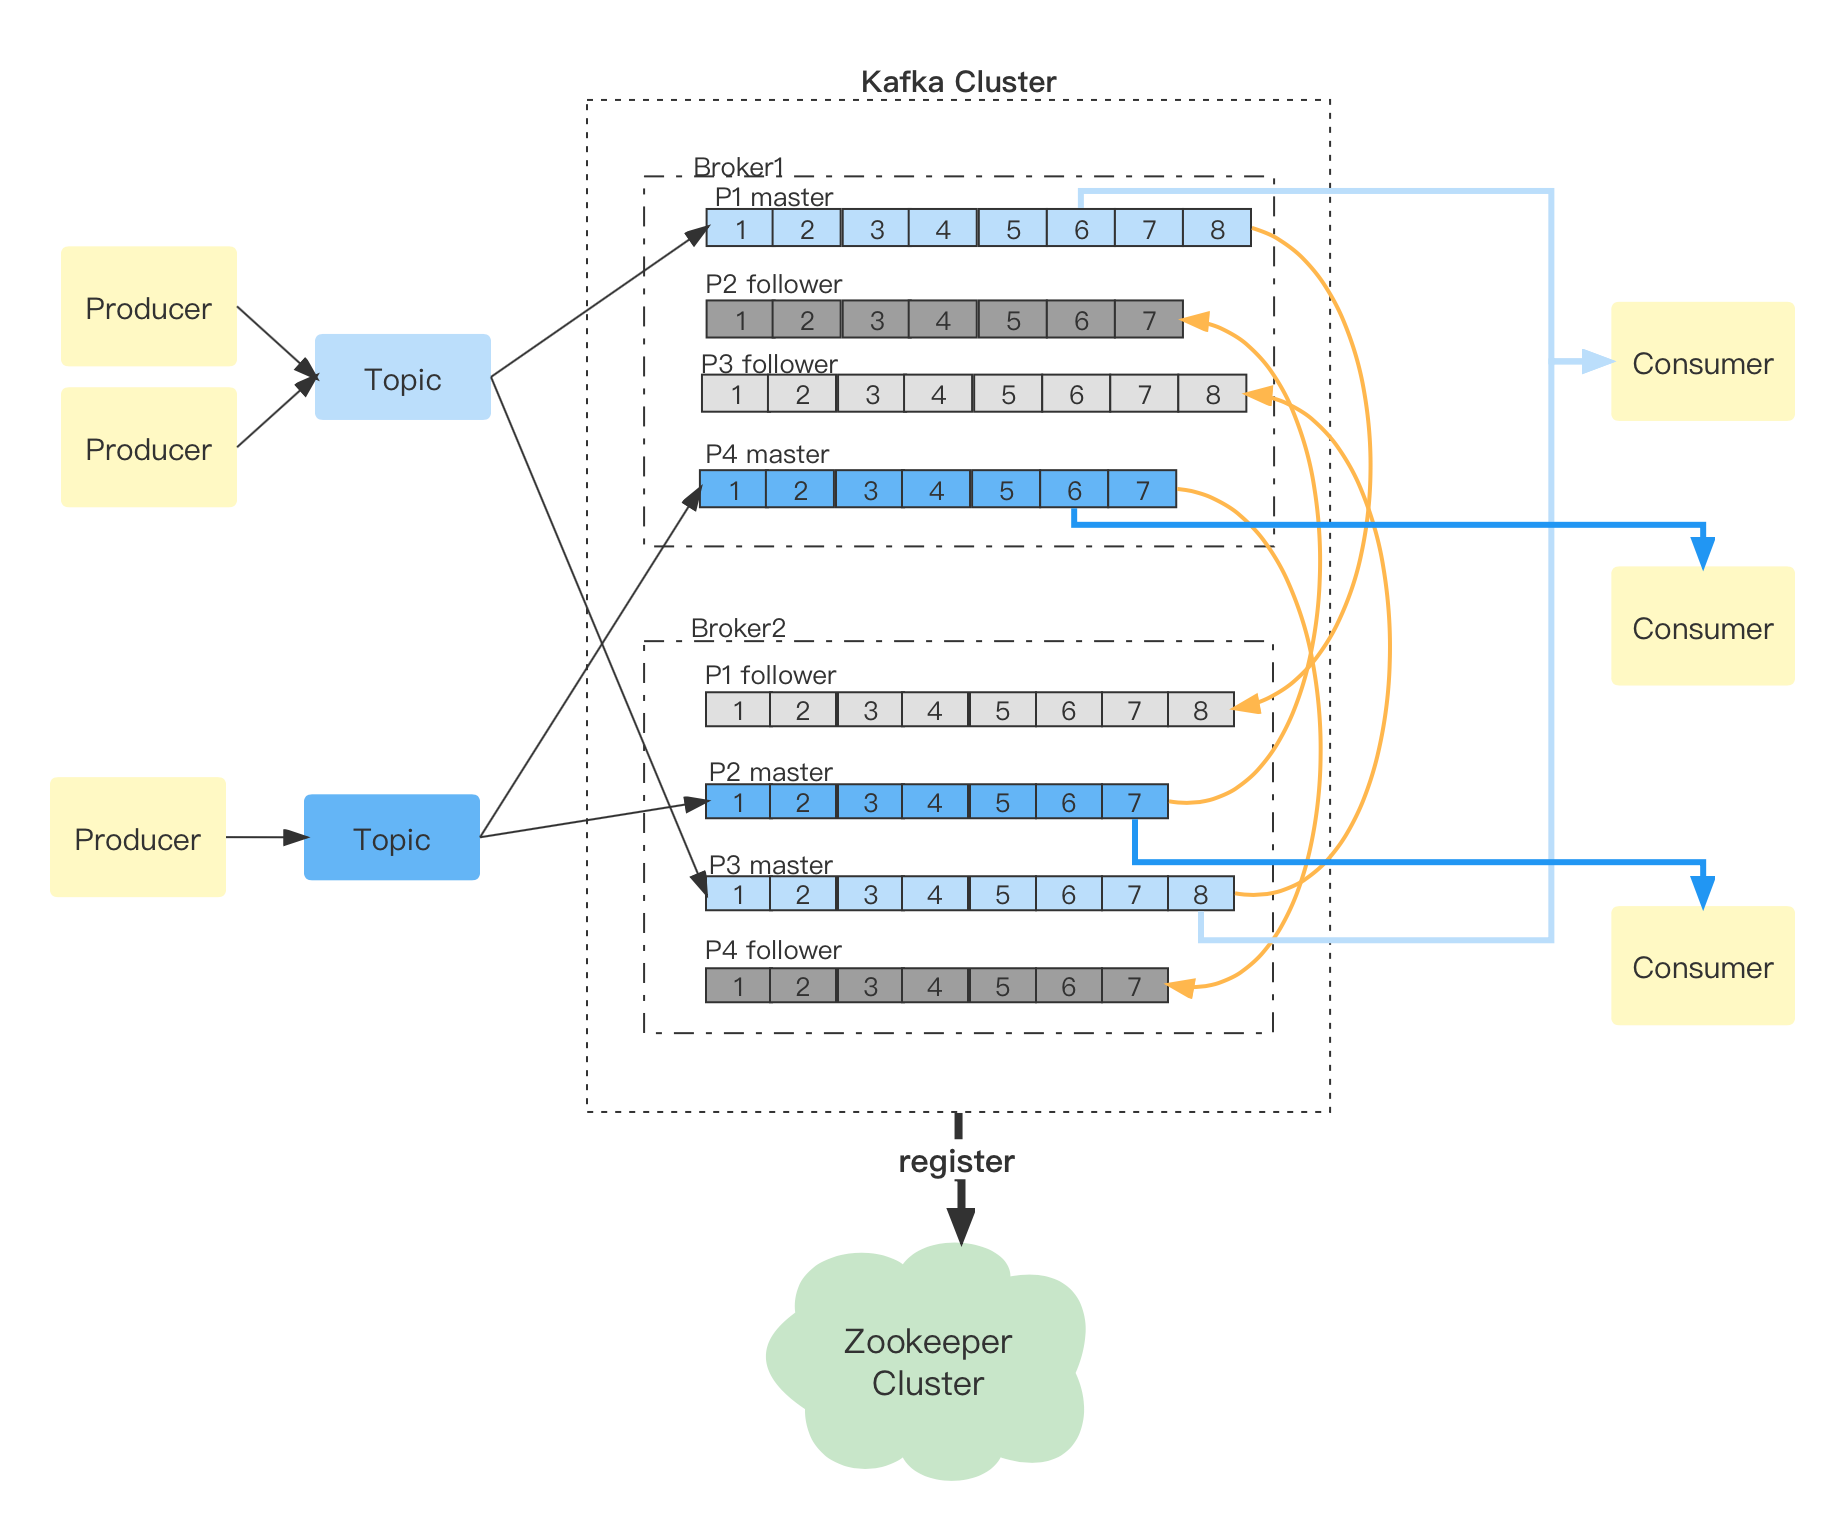 Kafka Cluster
Broker1
P1 master
1 2 3 4 5 6 7 8
P2 follower
1 2 3 4 5 6 7
P3 follower
1 2 3 4 5 6 7 8
P4 master
1 2 3 4 5 6 7
Producer
Producer
Topic
Consumer
Consumer
Broker2
P1 follower
1 2 3 4 5 6 7 8
P2 master
1 2 3 4 5 6 7
P3 master
1 2 3 4 5 6 7 8
P4 follower
1 2 3 4 5 6 7
Producer
Topic
Consumer
register
Zookeeper
Cluster